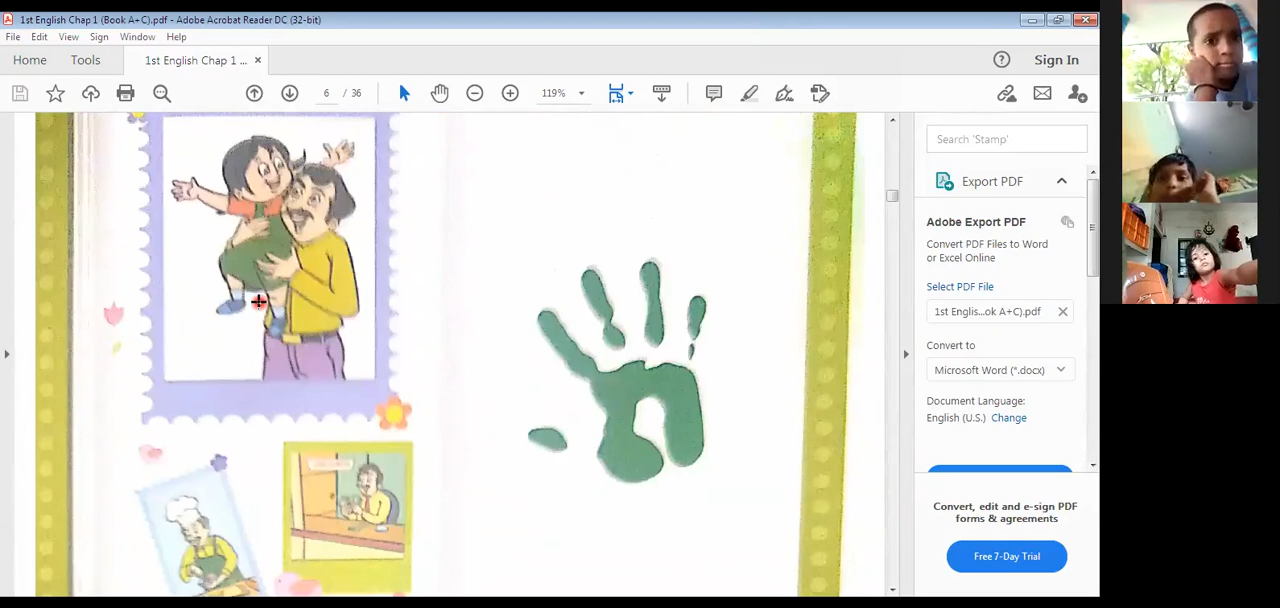 1st English Chap 1 (Book A+C).pdf - Adobe Acrobat Reader DC (32-bit)
File Edit View Sign Window Help
Home Tools 1st English Chap 1 ... × Sign In
6 / 36 119%
Search 'Stamp'
Export PDF
Adobe Export PDF
Convert PDF Files to Word
or Excel Online
Select PDF File
1st Englis...ok A+C).pdf
Convert to
Microsoft Word (*.docx)
Document Language:
English (U.S.) Change
Convert, edit and e-sign PDF
forms & agreements
Free 7-Day Trial